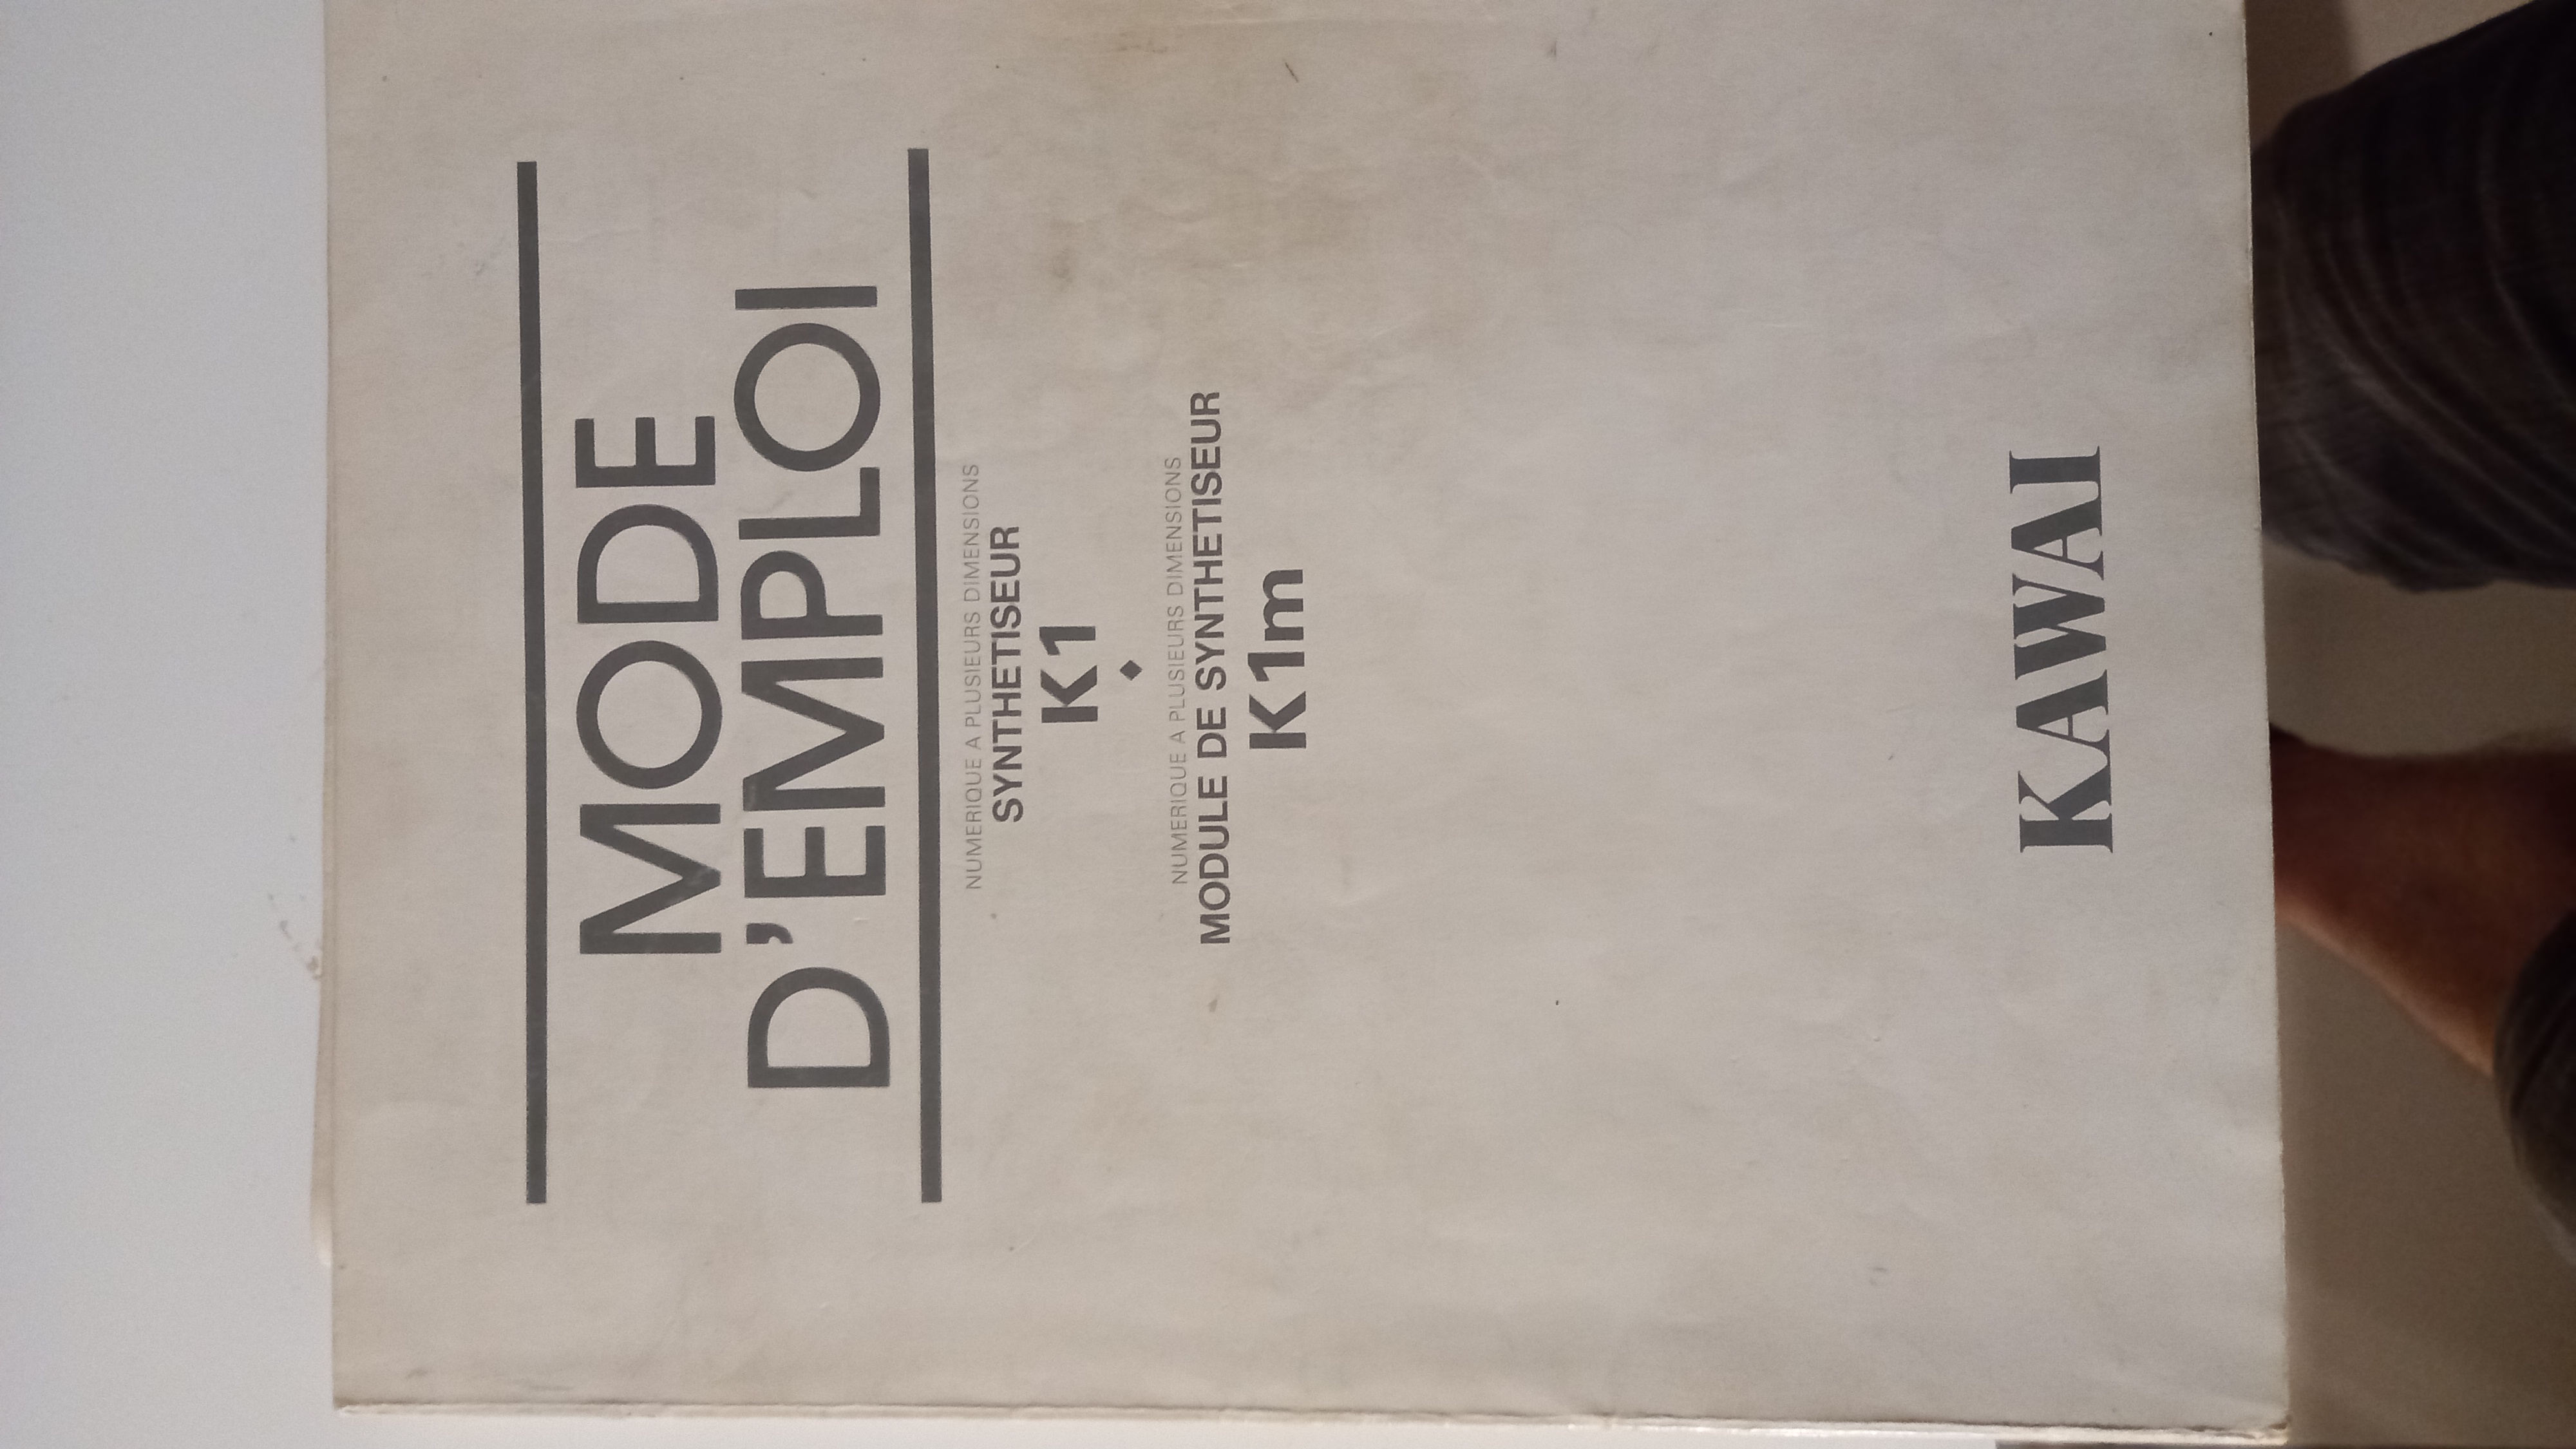 MODE
D'EMPLOI
NUMERIQUE A PLUSIEURS DIMENSIONS
SYNTHETISEUR
K1
NUMERIQUE A PLUSIEURS DIMENSIONS
MODULE DE SYNTHETISEUR
K1m
KAWAI